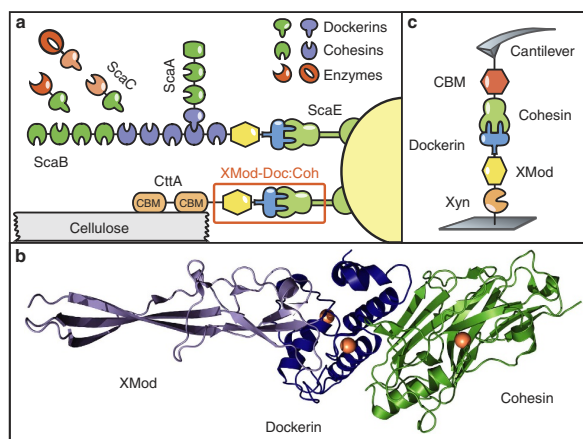 a
Dockerins
Cohesins
Enzymes
ScaC
ScaA
ScaE
ScaB
XMod-Doc:Coh
CttA
CBM
CBM
Cellulose
c
Cantilever
CBM
Cohesin
Dockerin
XMod
Xyn
b
XMod
Dockerin
Cohesin